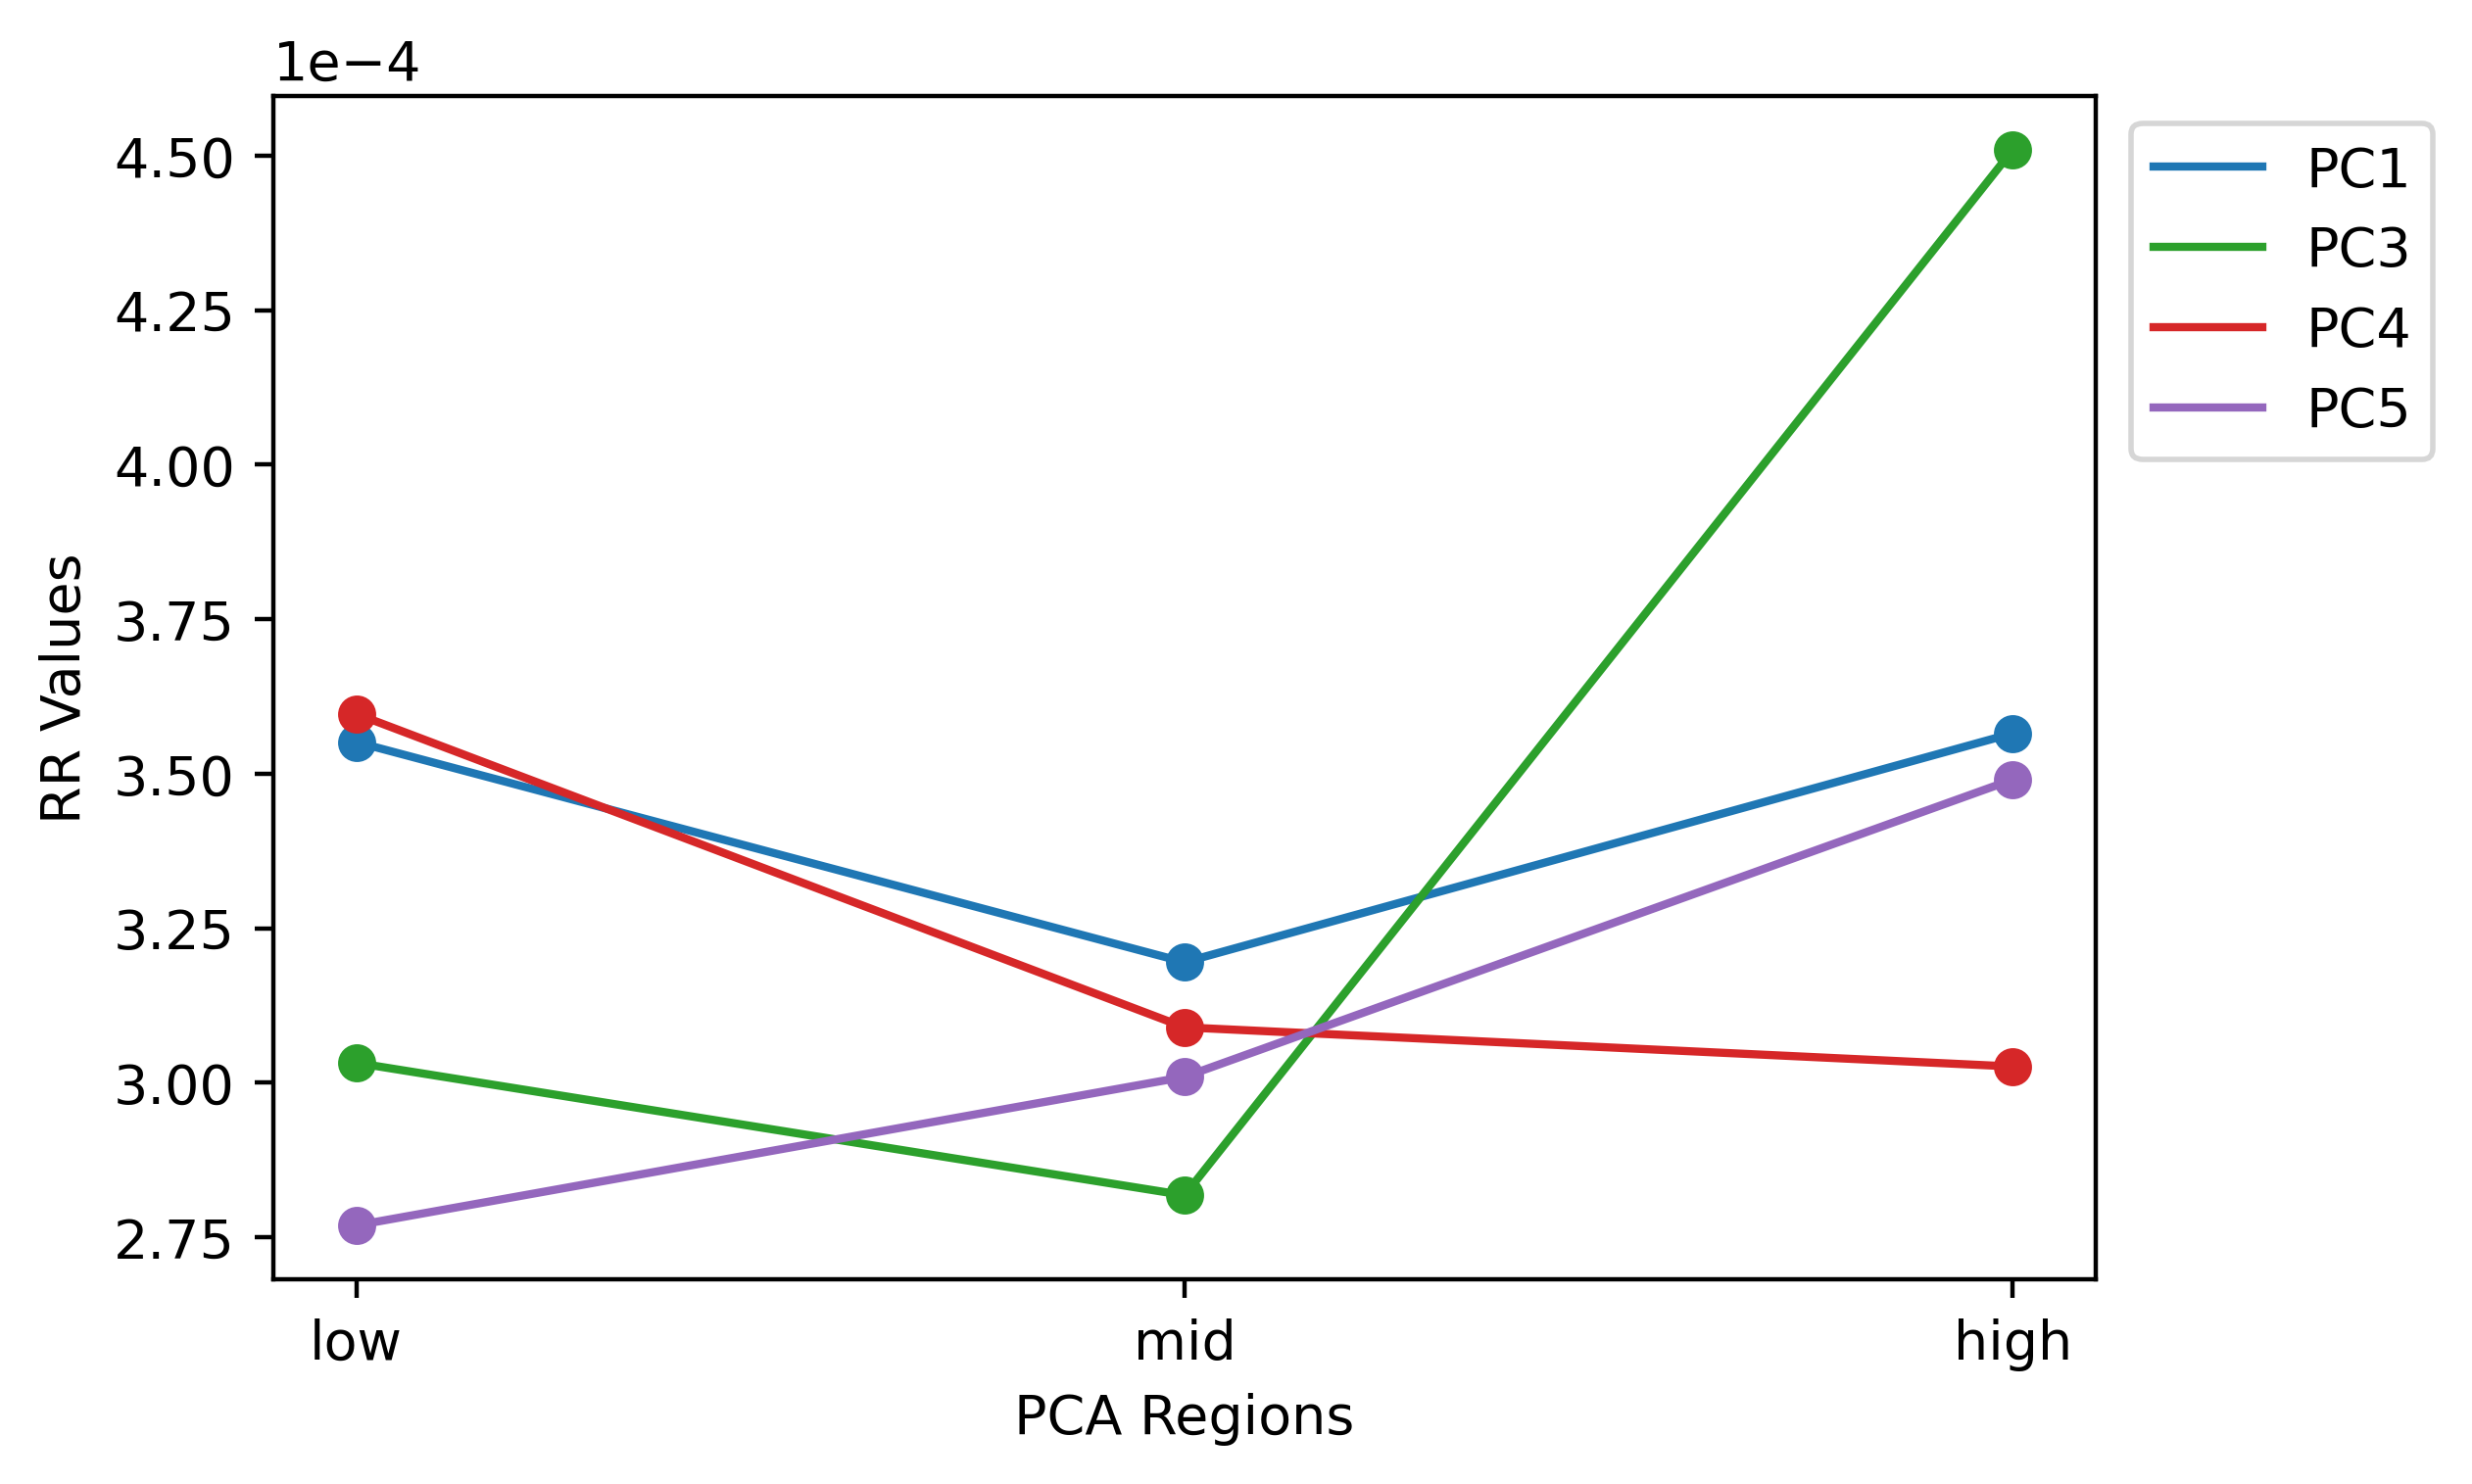 1e−4
4.50
4.25
4.00
3.75
3.50
3.25
3.00
2.75
RR Values
low mid high
PCA Regions
PC1
PC3
PC4
PC5